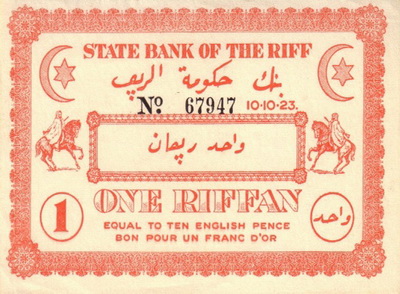 STATE BANK OF THE RIFF
بنك حكومة الريف
Nº 67947 10·10·23.
واحد ريفان
ONE RIFFAN
1 واحد
EQUAL TO TEN ENGLISH PENCE
BON POUR UN FRANC D'OR